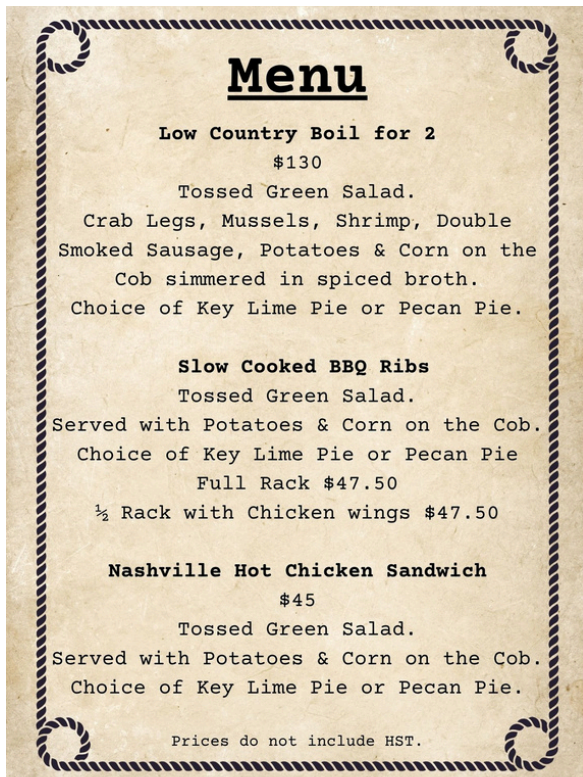 Menu
Low Country Boil for 2
$130
Tossed Green Salad.
Crab Legs, Mussels, Shrimp, Double
Smoked Sausage, Potatoes & Corn on the
Cob simmered in spiced broth.
Choice of Key Lime Pie or Pecan Pie.
Slow Cooked BBQ Ribs
Tossed Green Salad.
Served with Potatoes & Corn on the Cob.
Choice of Key Lime Pie or Pecan Pie
Full Rack $47.50
½ Rack with Chicken wings $47.50
Nashville Hot Chicken Sandwich
$45
Tossed Green Salad.
Served with Potatoes & Corn on the Cob.
Choice of Key Lime Pie or Pecan Pie.
Prices do not include HST.